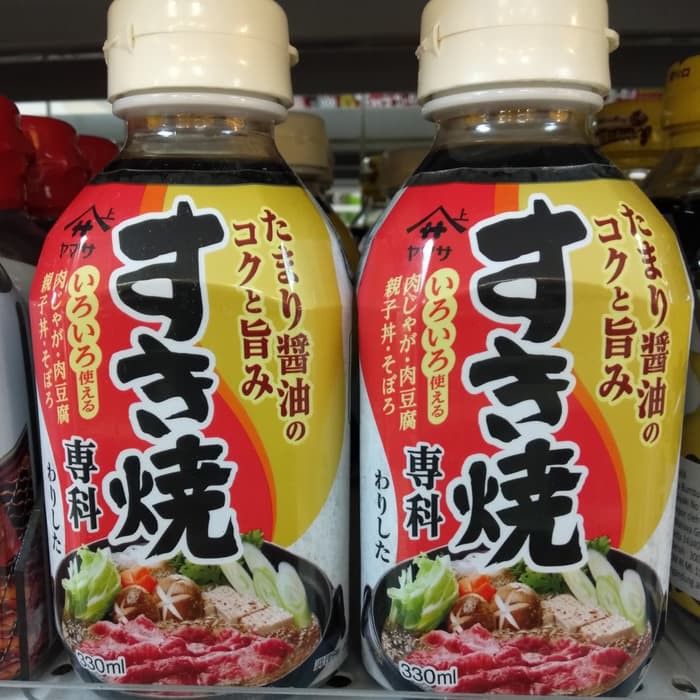 たまり醤油の
コクと旨み
上
サ
ヤマサ
すき焼
いろいろ使える
肉じゃが・肉豆腐
親子丼・そぼろ
専科
わりした
330ml
たまり醤油の
コクと旨み
上
サ
ヤマサ
すき焼
いろいろ使える
肉じゃが・肉豆腐
親子丼・そぼろ
専科
わりした
330ml